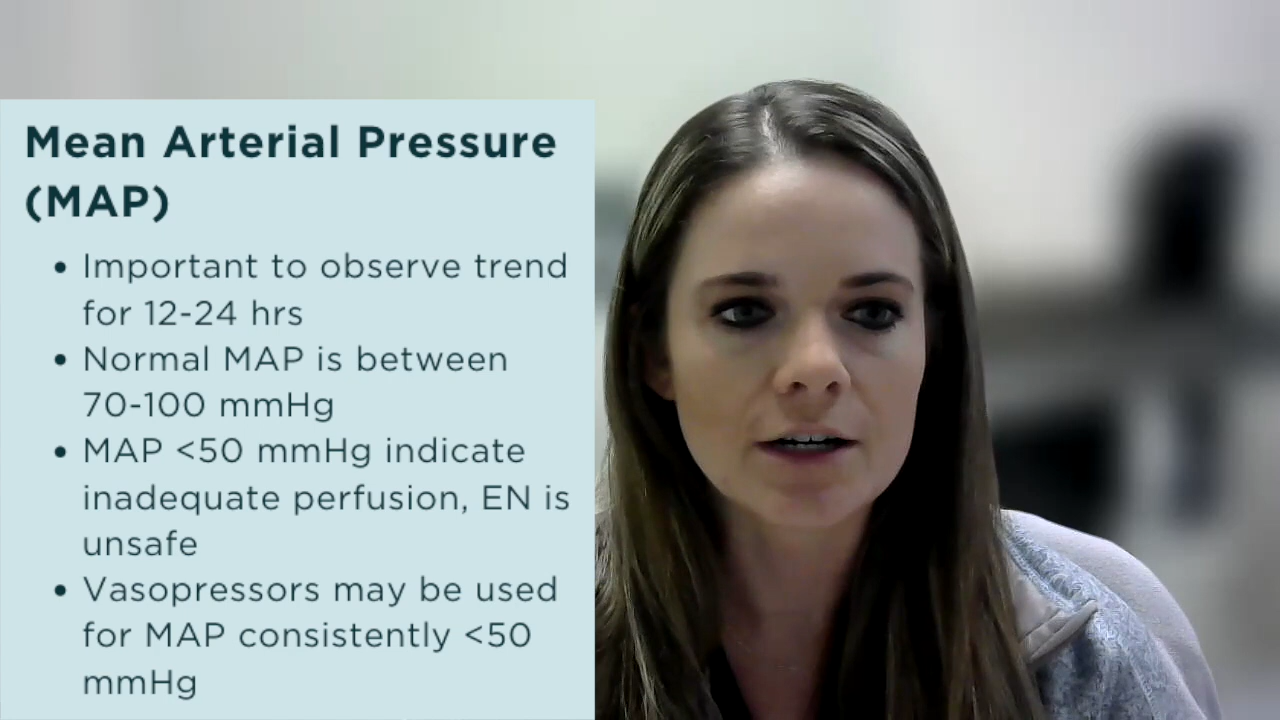 Mean Arterial Pressure
(MAP)
• Important to observe trend
for 12-24 hrs
• Normal MAP is between
70-100 mmHg
• MAP <50 mmHg indicate
inadequate perfusion, EN is
unsafe
• Vasopressors may be used
for MAP consistently <50
mmHg